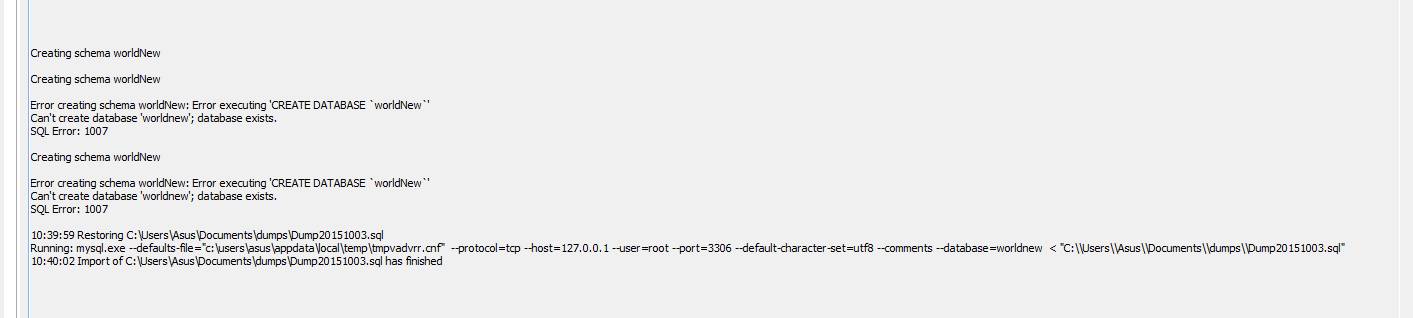 Creating schema worldNew
Creating schema worldNew
Error creating schema worldNew: Error executing 'CREATE DATABASE `worldNew`'
Can't create database 'worldnew'; database exists.
SQL Error: 1007
Creating schema worldNew
Error creating schema worldNew: Error executing 'CREATE DATABASE `worldNew`'
Can't create database 'worldnew'; database exists.
SQL Error: 1007
10:39:59 Restoring C:\Users\Asus\Documents\dumps\Dump20151003.sql
Running: mysql.exe --defaults-file="c:\users\asus\appdata\local\temp\tmpvadvrr.cnf"  --protocol=tcp --host=127.0.0.1 --user=root --port=3306 --default-character-set=utf8 --comments --database=worldnew  < "C:\\Users\\Asus\\Documents\\dumps\\Dump20151003.sql"
10:40:02 Import of C:\Users\Asus\Documents\dumps\Dump20151003.sql has finished